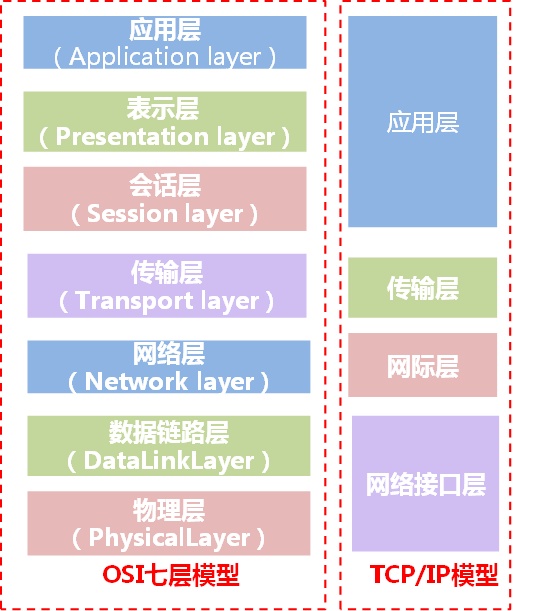 应用层
（Application layer）
表示层
（Presentation layer）
会话层
（Session layer）
传输层
（Transport layer）
网络层
（Network layer）
数据链路层
（DataLinkLayer）
物理层
（PhysicalLayer）
OSI七层模型
应用层
传输层
网际层
网络接口层
TCP/IP模型